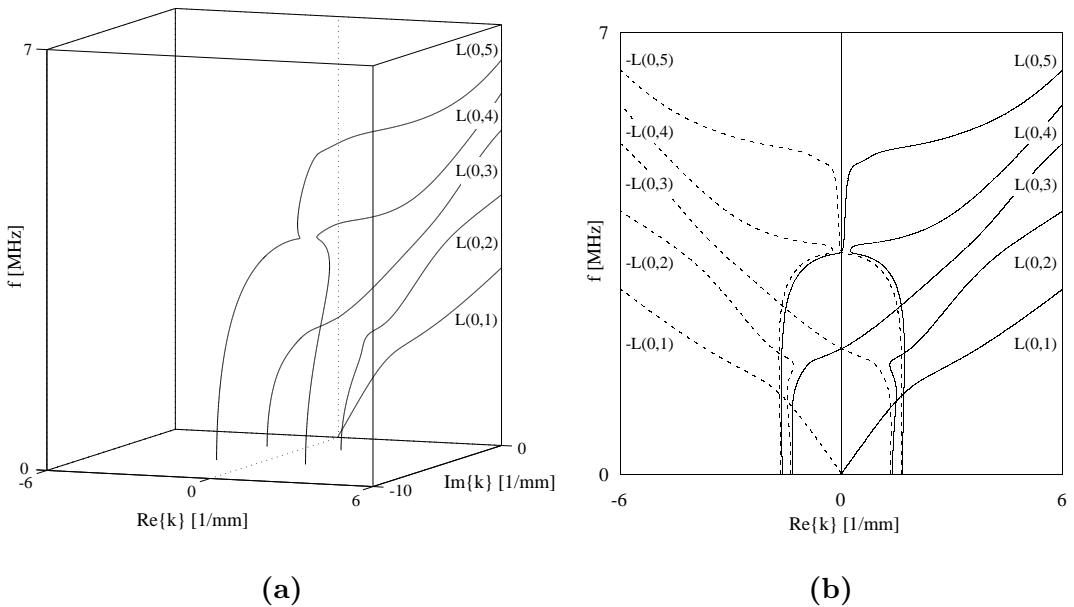 7
f [MHz]
0
-6
0
6
-10
0
Re{k} [1/mm]
Im{k} [1/mm]
L(0,5)
L(0,4)
L(0,3)
L(0,2)
L(0,1)
(a)
7
f [MHz]
0
-L(0,5)
-L(0,4)
-L(0,3)
-L(0,2)
-L(0,1)
L(0,5)
L(0,4)
L(0,3)
L(0,2)
L(0,1)
-6
0
6
Re{k} [1/mm]
(b)